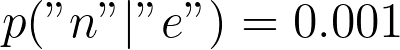 p(”n”|”e”) = 0.001